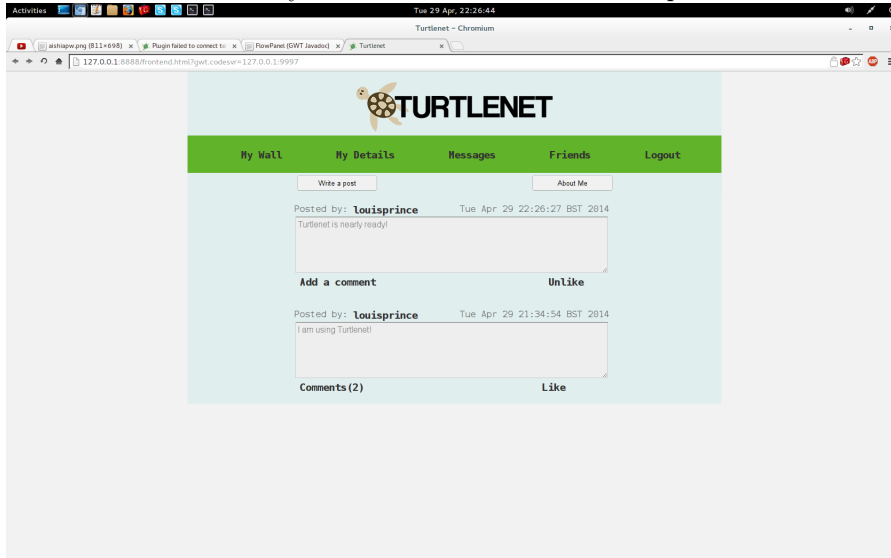 Activities Tue 29 Apr, 22:26:44
Turtlenet – Chromium
aishiapw.png (811×698) × Plugin failed to connect to × FlowPanel (GWT Javadoc) × Turtlenet ×
127.0.0.1:8888/frontend.html?gwt.codesvr=127.0.0.1:9997
TURTLENET
My Wall My Details Messages Friends Logout
Write a post About Me
Posted by: louisprince Tue Apr 29 22:26:27 BST 2014
Turtlenet is nearly ready!
Add a comment Unlike
Posted by: louisprince Tue Apr 29 21:34:54 BST 2014
I am using Turtlenet!
Comments(2) Like